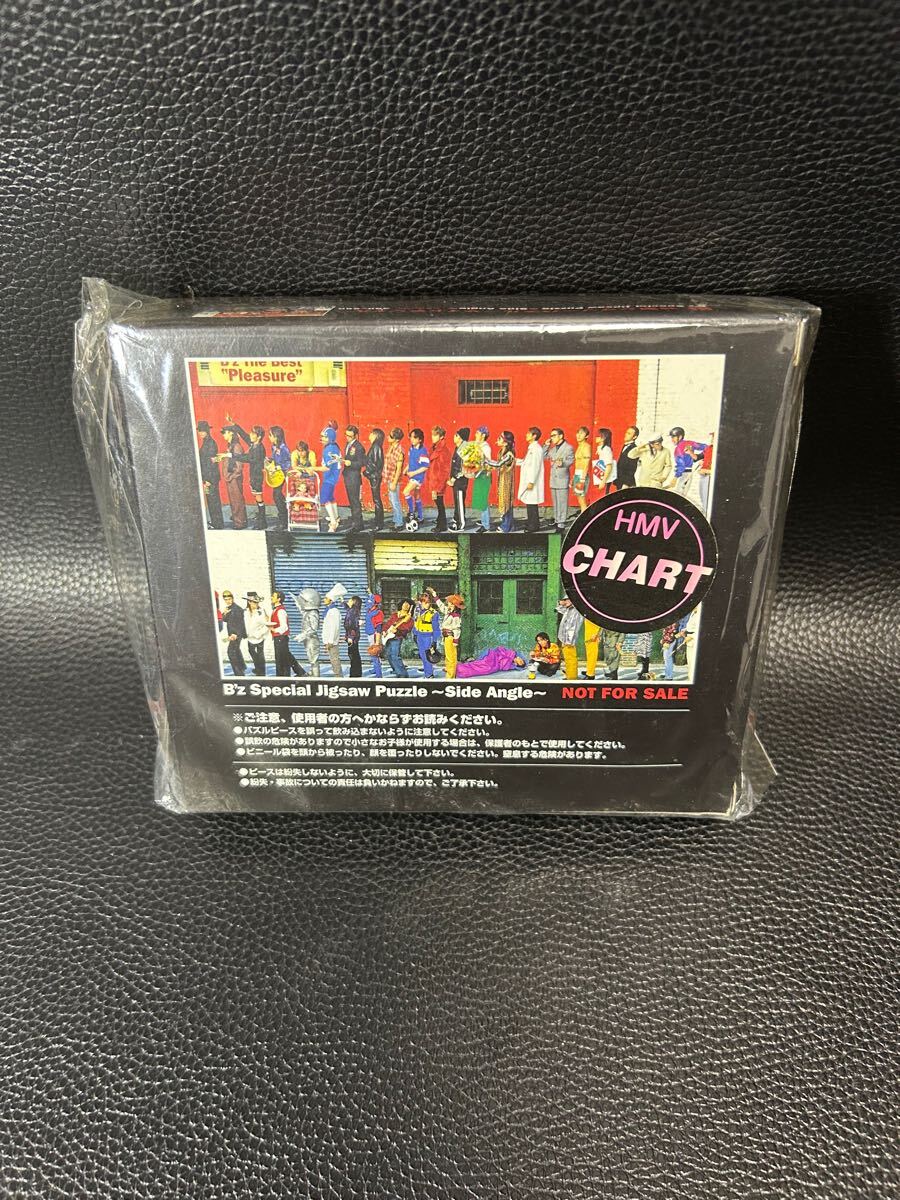 B'z The Best
"Pleasure"
HMV
CHART
B'z Special Jigsaw Puzzle ～Side Angle～ NOT FOR SALE
※ご注意、使用者の方へかならずお読みください。
●パズルピースを誤って飲み込まないように注意してください。
●誤飲の危険がありますので小さなお子様が使用する場合は、保護者のもとで使用してください。
●ビニール袋を頭から被ったり、顔を覆ったりしないでください。窒息する危険があります。
●ピースは紛失しないように、大切に保管して下さい。
●紛失・事故についての責任は負いかねますので、ご了承下さい。